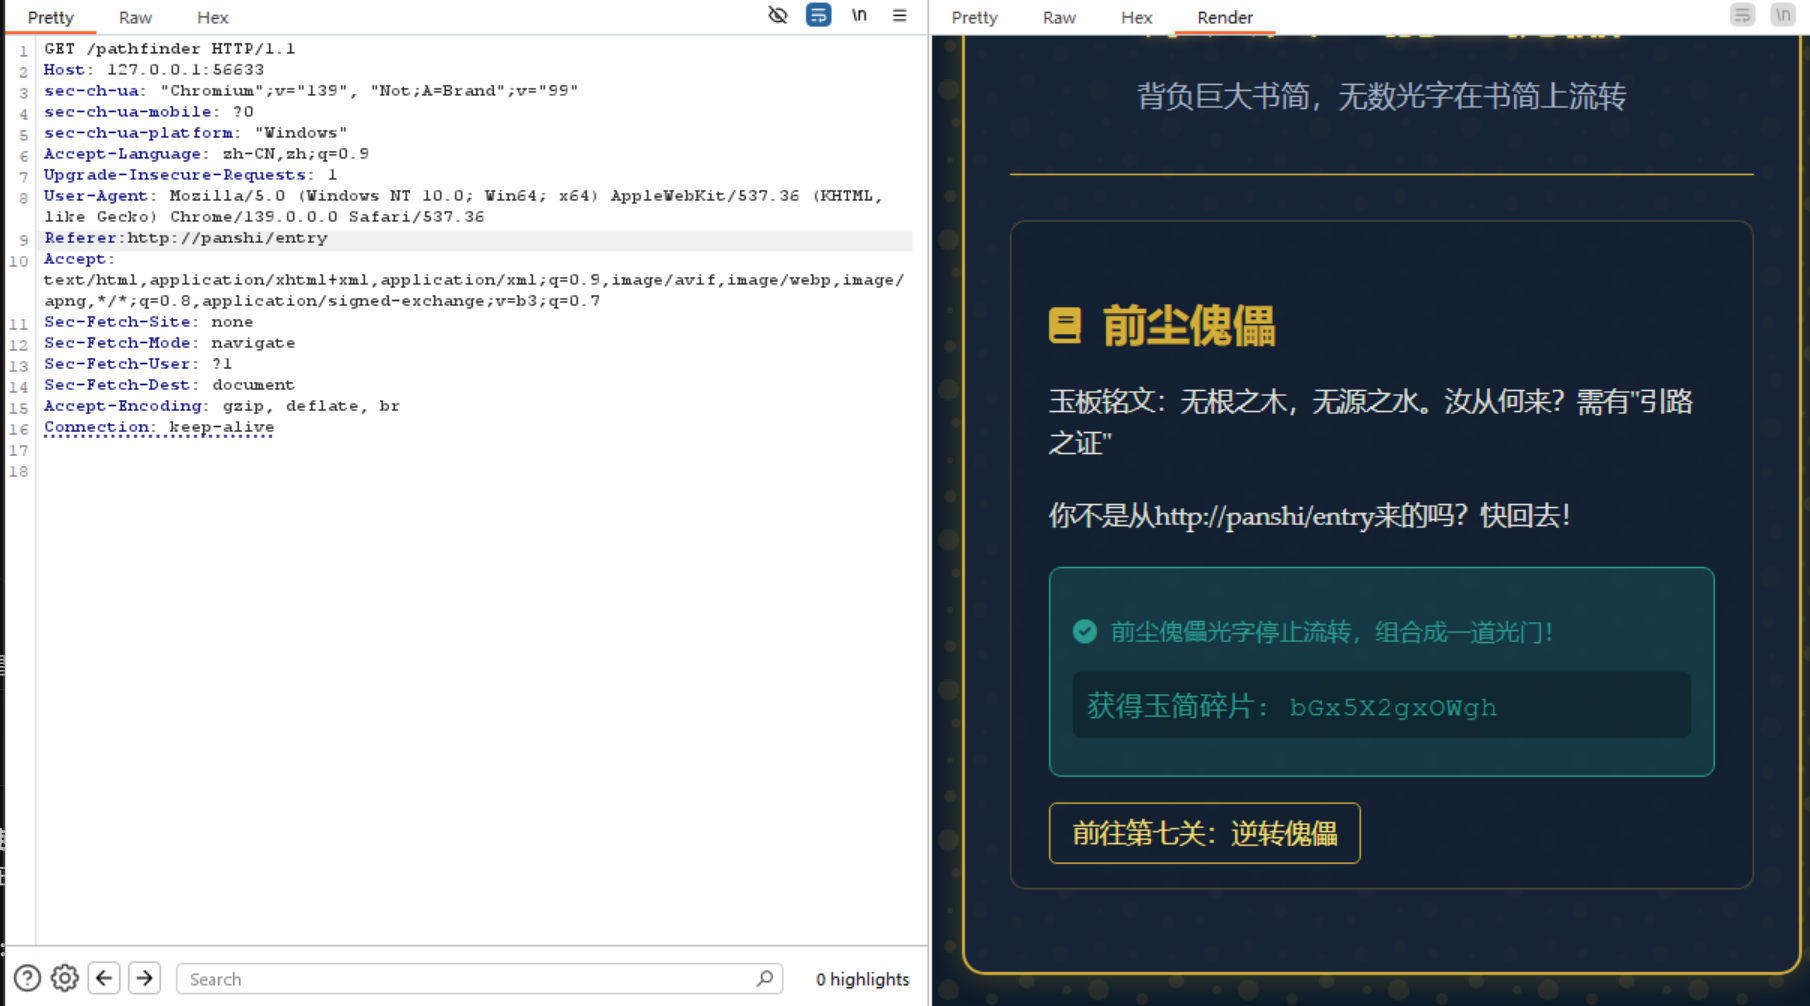 Pretty Raw Hex \n
1 GET /pathfinder HTTP/1.1
2 Host: 127.0.0.1:56633
3 sec-ch-ua: "Chromium";v="139", "Not;A=Brand";v="99"
4 sec-ch-ua-mobile: ?0
5 sec-ch-ua-platform: "Windows"
6 Accept-Language: zh-CN,zh;q=0.9
7 Upgrade-Insecure-Requests: 1
8 User-Agent: Mozilla/5.0 (Windows NT 10.0; Win64; x64) AppleWebKit/537.36 (KHTML,
like Gecko) Chrome/139.0.0.0 Safari/537.36
9 Referer:http://panshi/entry
10 Accept:
text/html,application/xhtml+xml,application/xml;q=0.9,image/avif,image/webp,image/
apng,*/*;q=0.8,application/signed-exchange;v=b3;q=0.7
11 Sec-Fetch-Site: none
12 Sec-Fetch-Mode: navigate
13 Sec-Fetch-User: ?1
14 Sec-Fetch-Dest: document
15 Accept-Encoding: gzip, deflate, br
16 Connection: keep-alive
17
18
Search
0 highlights
Pretty Raw Hex Render \n
背负巨大书简，无数光字在书简上流转
前尘傀儡
玉板铭文：无根之木，无源之水。汝从何来？需有"引路
之证"
你不是从http://panshi/entry来的吗？快回去！
前尘傀儡光字停止流转，组合成一道光门！
获得玉简碎片： bGx5X2gxOWgh
前往第七关：逆转傀儡